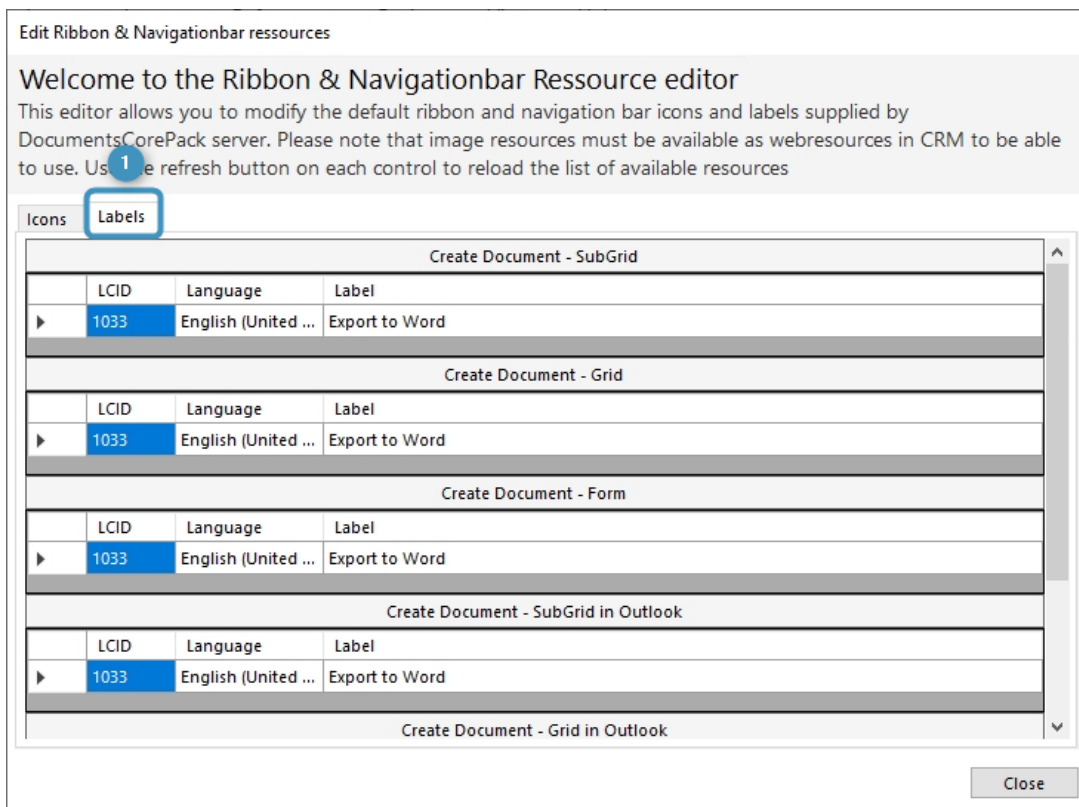 Edit Ribbon & Navigationbar ressources
Welcome to the Ribbon & Navigationbar Ressource editor
This editor allows you to modify the default ribbon and navigation bar icons and labels supplied by
DocumentsCorePack server. Please note that image resources must be available as webresources in CRM to be able
to use. Us e refresh button on each control to reload the list of available resources
1
Icons Labels
Create Document - SubGrid
LCID Language Label
1033 English (United ... Export to Word
Create Document - Grid
LCID Language Label
1033 English (United ... Export to Word
Create Document - Form
LCID Language Label
1033 English (United ... Export to Word
Create Document - SubGrid in Outlook
LCID Language Label
1033 English (United ... Export to Word
Create Document - Grid in Outlook
Close